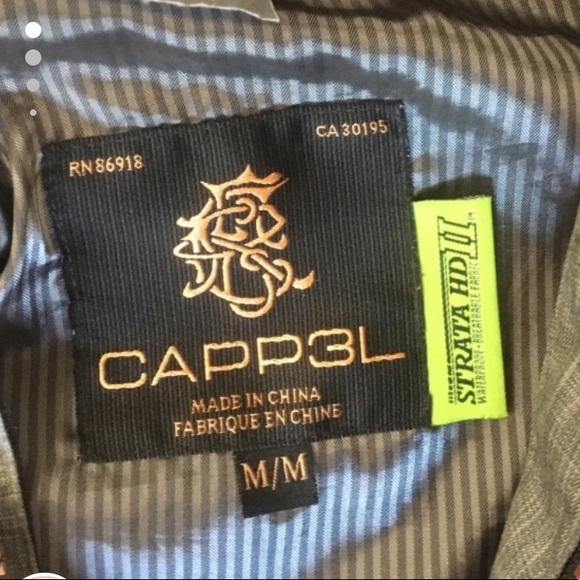 RN 86918
CA 30195
CAPP3L
MADE IN CHINA
FABRIQUE EN CHINE
M/M
STRATA HD II
WATERPROOF - BREATHABLE FABRIC